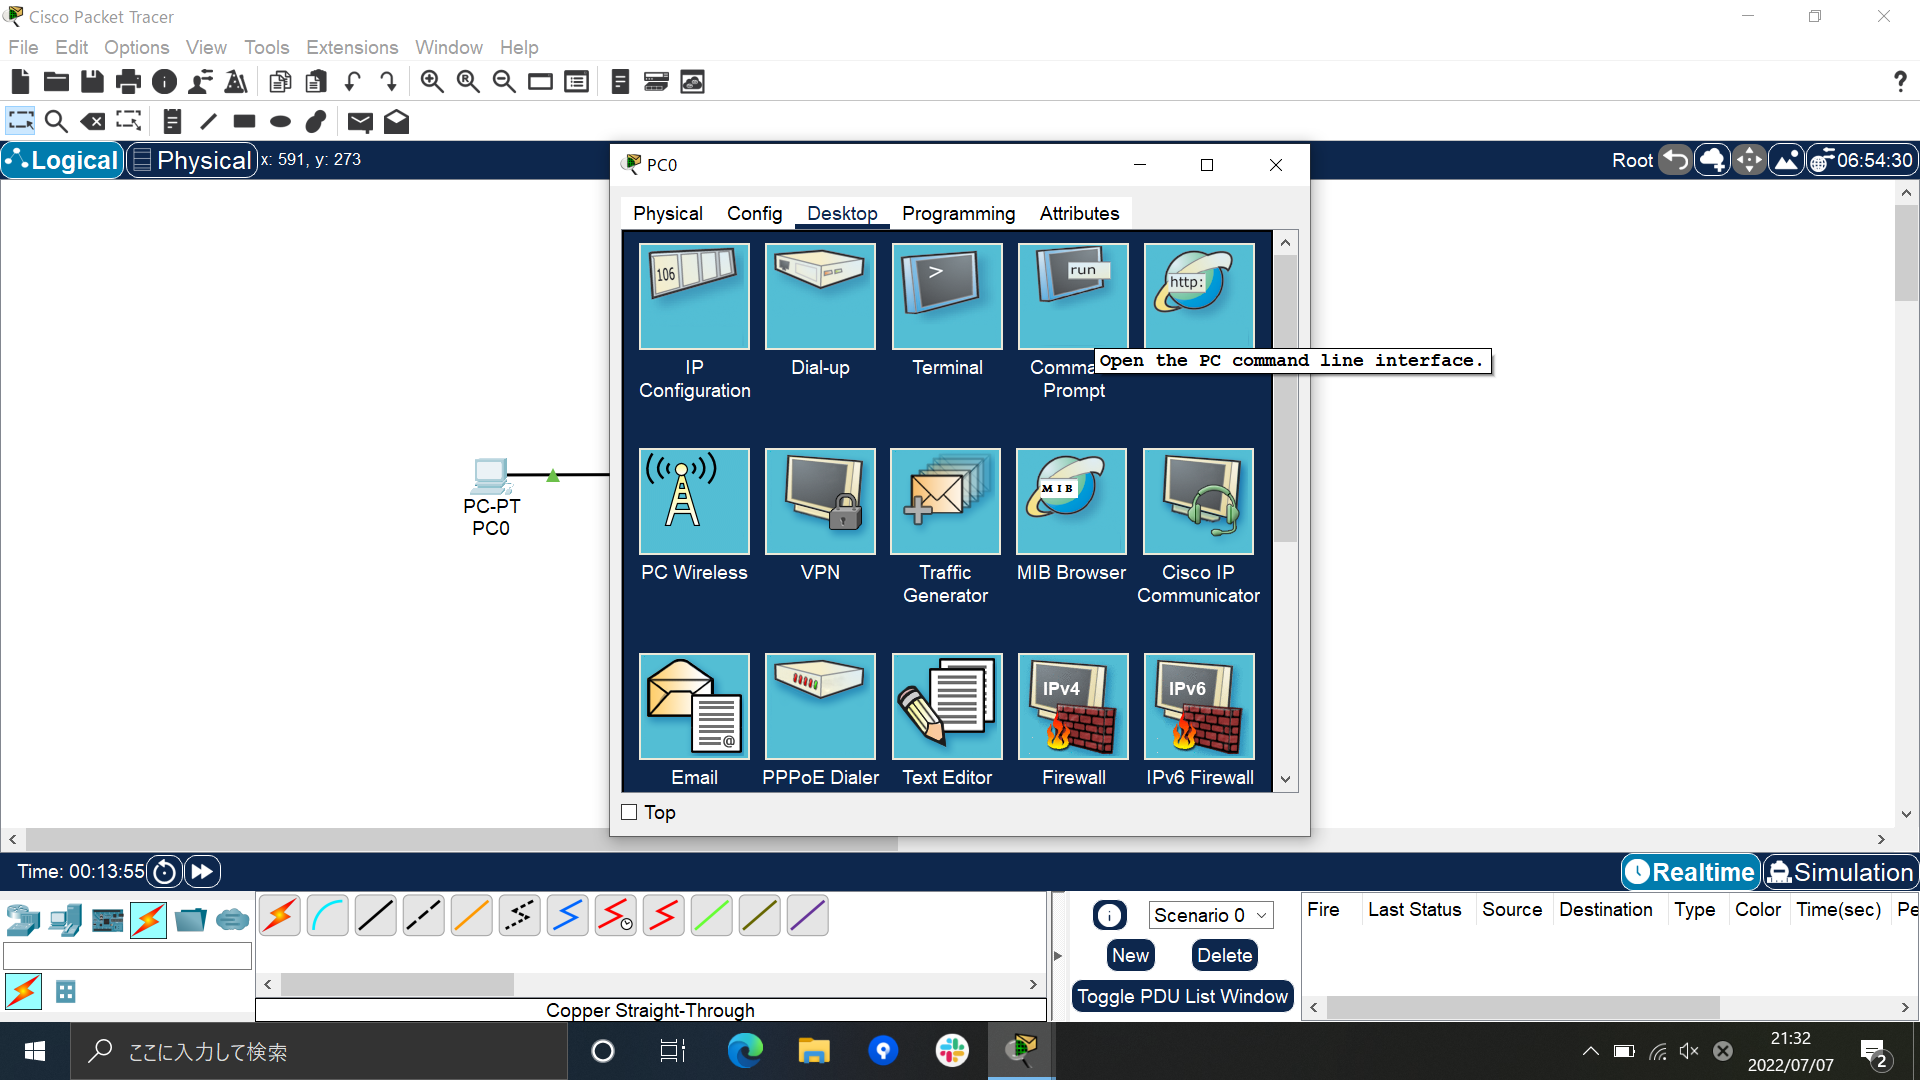 Cisco Packet Tracer
File Edit Options View Tools Extensions Window Help
Logical Physical x: 591, y: 273 Root 06:54:30
PC0
Physical Config Desktop Programming Attributes
106
>
run
http:
IP Configuration
Dial-up
Terminal
Prompt
Open the PC command line interface.
MIB
PC Wireless
VPN
Traffic Generator
MIB Browser
Cisco IP Communicator
PC-PT
PC0
@
IPv4
IPv6
Email
PPPoE Dialer
Text Editor
Firewall
IPv6 Firewall
Top
Time: 00:13:55 Realtime Simulation
Scenario 0
New Delete
Toggle PDU List Window
Fire Last Status Source Destination Type Color Time(sec) Pe
Copper Straight-Through
ここに入力して検索
21:32
2022/07/07
2